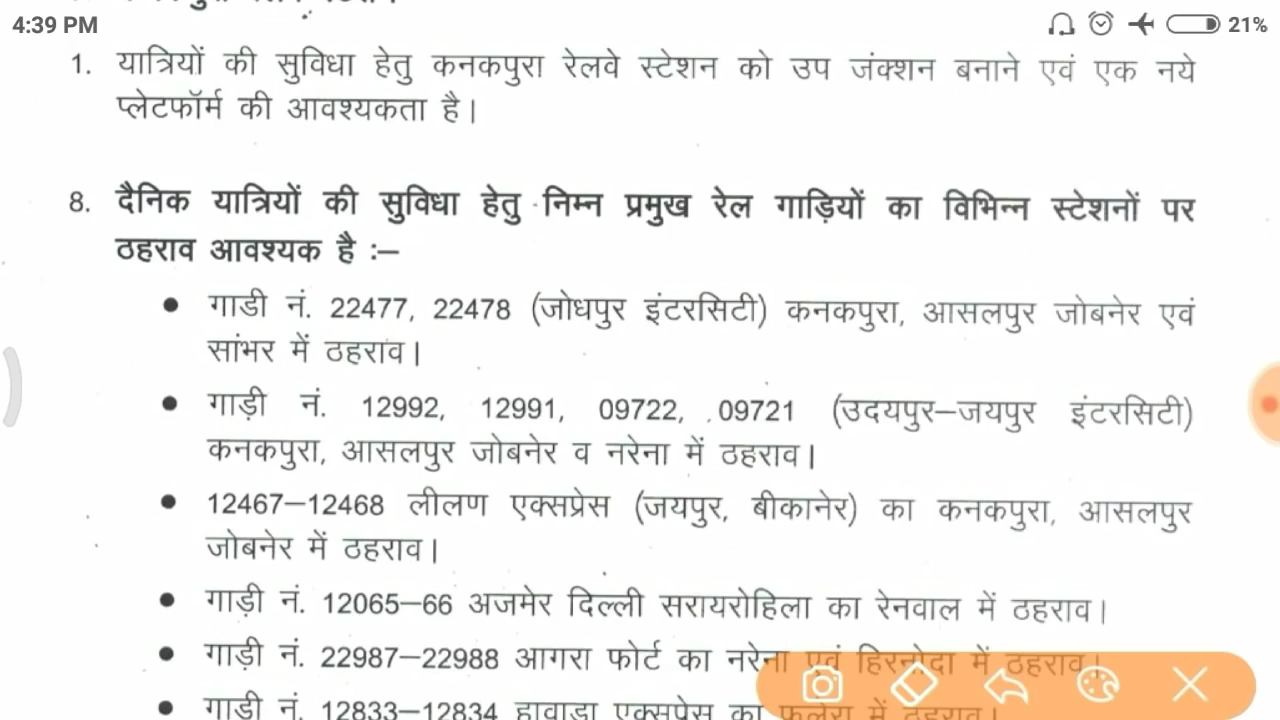 4:39 PM
21%
1. यात्रियों की सुविधा हेतु कनकपुरा रेलवे स्टेशन को उप जंक्शन बनाने एवं एक नये
प्लेटफॉर्म की आवश्यकता है।
8. दैनिक यात्रियों की सुविधा हेतु निम्न प्रमुख रेल गाड़ियों का विभिन्न स्टेशनों पर
ठहराव आवश्यक है :–
• गाडी नं. 22477, 22478 (जोधपुर इंटरसिटी) कनकपुरा, आसलपुर जोबनेर एवं
सांभर में ठहराव।
• गाड़ी नं. 12992, 12991, 09722, 09721 (उदयपुर–जयपुर इंटरसिटी)
कनकपुरा, आसलपुर जोबनेर व नरेना में ठहराव।
• 12467–12468 लीलण एक्सप्रेस (जयपुर, बीकानेर) का कनकपुरा, आसलपुर
जोबनेर में ठहराव।
• गाड़ी नं. 12065–66 अजमेर दिल्ली सरायरोहिला का रेनवाल में ठहराव।
• गाड़ी नं. 22987–22988 आगरा फोर्ट का नरेना एवं हिरनोदा में ठहराव।
• गाडी नं. 12833–12834 हावाडा एक्सप्रेस का फुलेरा में ठहराव।